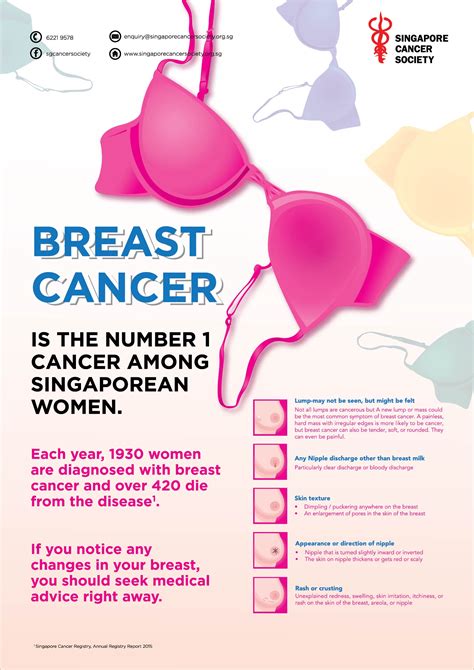 6221 9578
enquiry@singaporecancersociety.org.sg
sgcancersociety
www.singaporecancersociety.org.sg
SINGAPORE
CANCER
SOCIETY
BREAST
CANCER
IS THE NUMBER 1
CANCER AMONG
SINGAPOREAN
WOMEN.
Each year, 1930 women
are diagnosed with breast
cancer and over 420 die
from the disease¹.
If you notice any
changes in your breast,
you should seek medical
advice right away.
Lump-may not be seen, but might be felt
Not all lumps are cancerous but A new lump or mass could
be the most common symptom of breast cancer. A painless,
hard mass with irregular edges is more likely to be cancer,
but breast cancer can also be tender, soft, or rounded. They
can even be painful.
Any Nipple discharge other than breast milk
Particularly clear discharge or bloody discharge
Skin texture
• Dimpling / puckering anywhere on the breast
• An enlargement of pores in the skin of the breast
Appearance or direction of nipple
• Nipple that is turned slightly inward or inverted
• The skin on nipple thickens or gets red or scaly
Rash or crusting
Unexplained redness, swelling, skin irritation, itchiness, or
rash on the skin of the breast, areola, or nipple
¹Singapore Cancer Registry, Annual Registry Report 2015